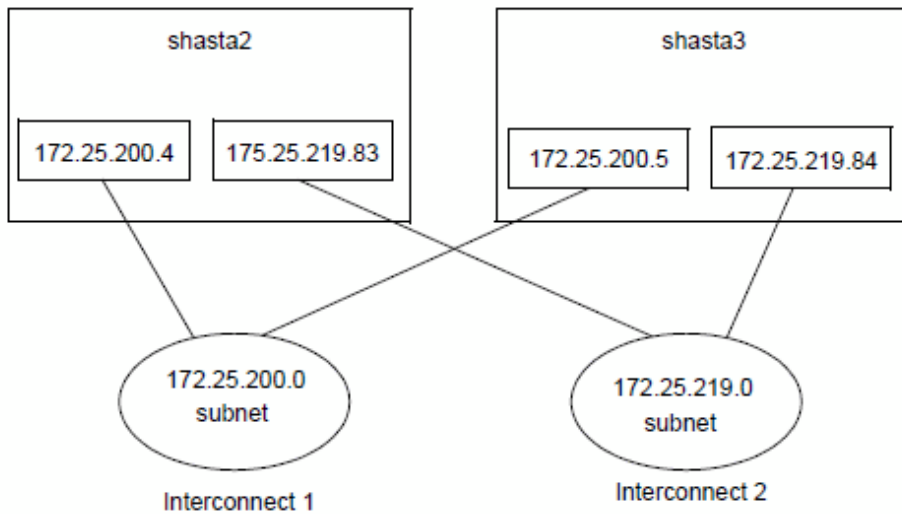 shasta2
shasta3
172.25.200.4
175.25.219.83
172.25.200.5
172.25.219.84
172.25.200.0
subnet
172.25.219.0
subnet
Interconnect 1
Interconnect 2